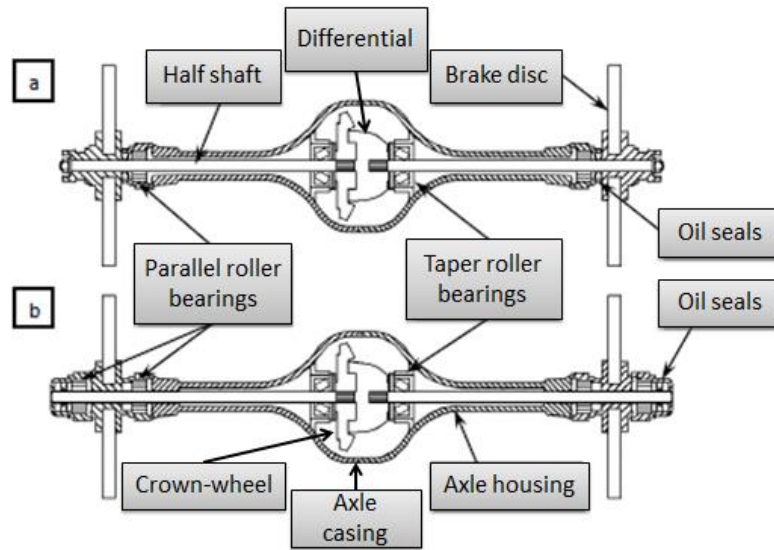 Differential
a
Half shaft
Brake disc
Oil seals
Parallel roller
bearings
Taper roller
bearings
b
Oil seals
Crown-wheel
Axle
casing
Axle housing